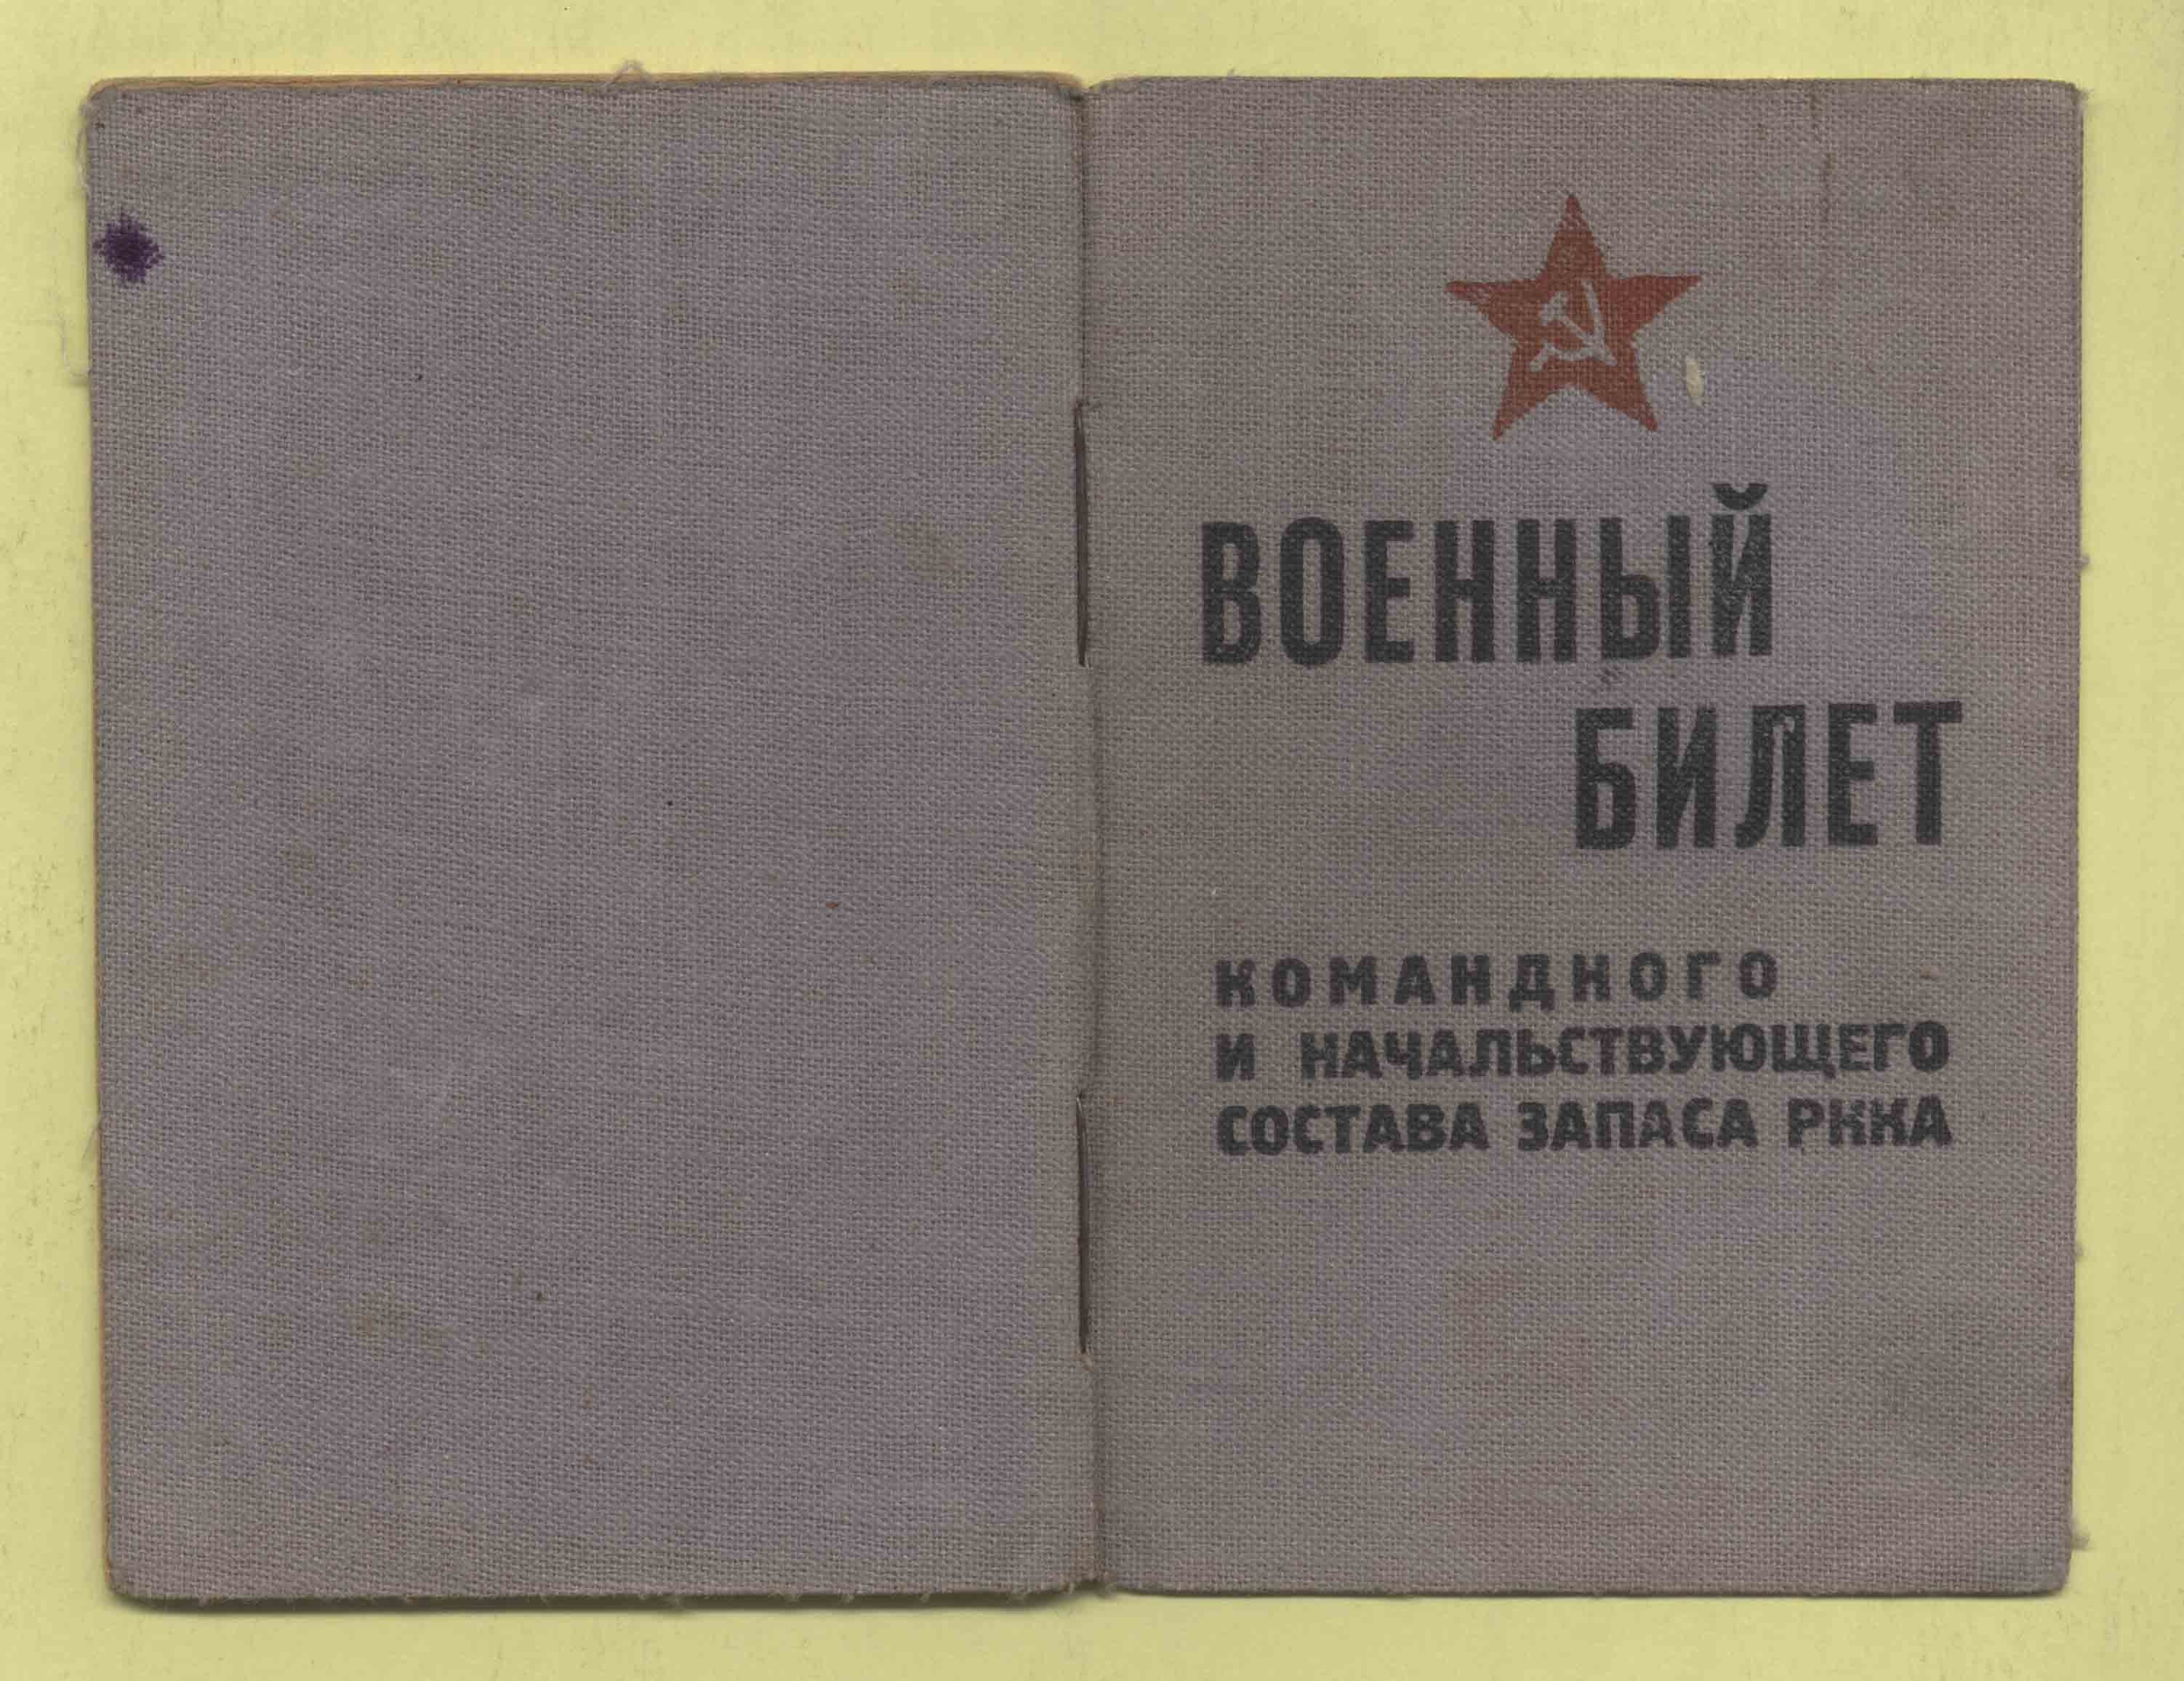 ВОЕННЫЙ
БИЛЕТ
КОМАНДНОГО
И НАЧАЛЬСТВУЮЩЕГО
СОСТАВА ЗАПАСА РККА